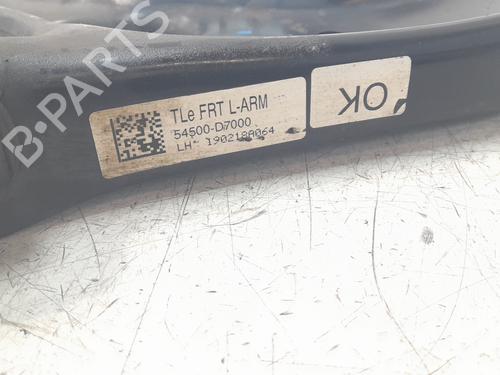 B-PARTS
TLe FRT L-ARM
54500-D7000
LH- 190218A064
OK